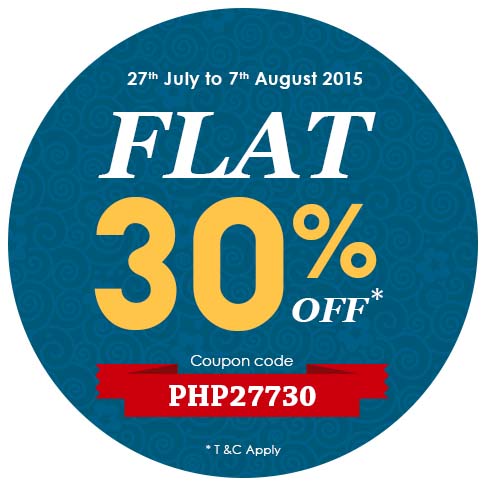 27th July to 7th August 2015
FLAT
30%
OFF*
Coupon code
PHP27730
* T &C Apply